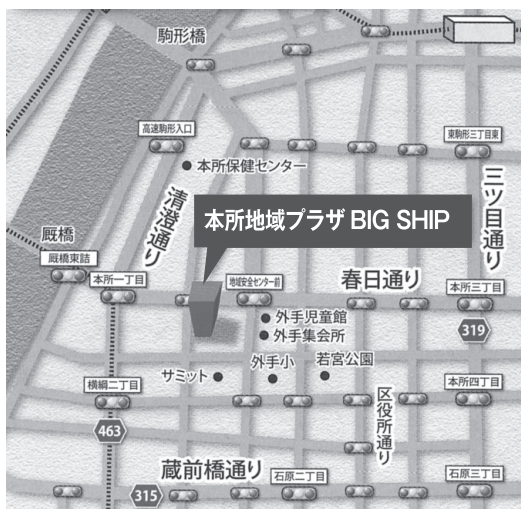 駒形橋
高速駒形入口
東駒形三丁目東
本所保健センター
清澄通り
三ツ目通り
本所地域プラザ BIG SHIP
厩橋
厩橋東詰
本所一丁目
地域安全センター前
春日通り
本所三丁目
外手児童館
319
外手集会所
サミット
外手小
若宮公園
横網二丁目
本所四丁目
区役所通り
463
蔵前橋通り
315
石原二丁目
石原三丁目